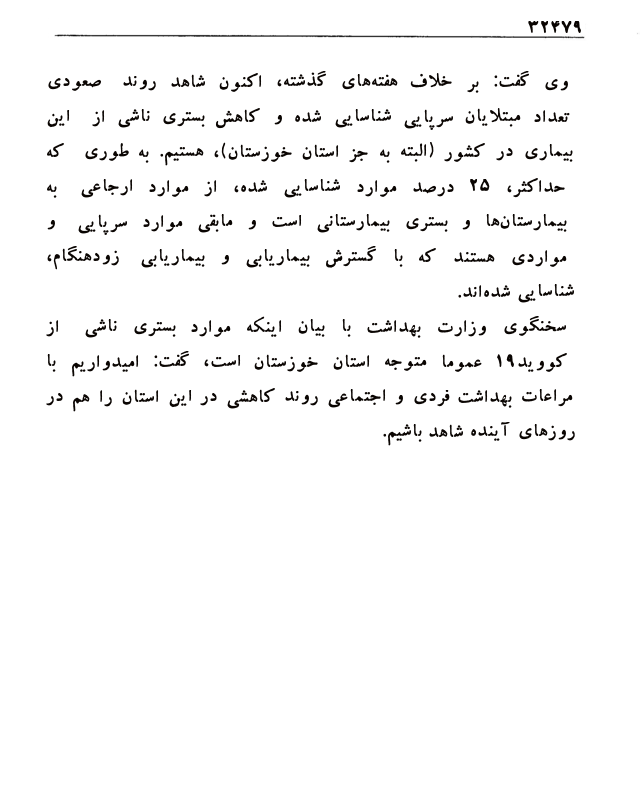 ۳۲۴۷۹
وی گفت: بر خلاف هفته‌های گذشته، اکنون شاهد روند صعودی
تعداد مبتلایان سرپایی شناسایی شده و کاهش بستری ناشی از این
بیماری در کشور (البته به جز استان خوزستان)، هستیم. به طوری که
حداکثر، ۲۵ درصد موارد شناسایی شده، از موارد ارجاعی به
بیمارستان‌ها و بستری بیمارستانی است و مابقی موارد سرپایی و
مواردی هستند که با گسترش بیماریابی و بیماریابی زودهنگام،
شناسایی شده‌اند.
سخنگوی وزارت بهداشت با بیان اینکه موارد بستری ناشی از
کووید۱۹ عموما متوجه استان خوزستان است، گفت: امیدواریم با
مراعات بهداشت فردی و اجتماعی روند کاهشی در این استان را هم در
روزهای آینده شاهد باشیم.